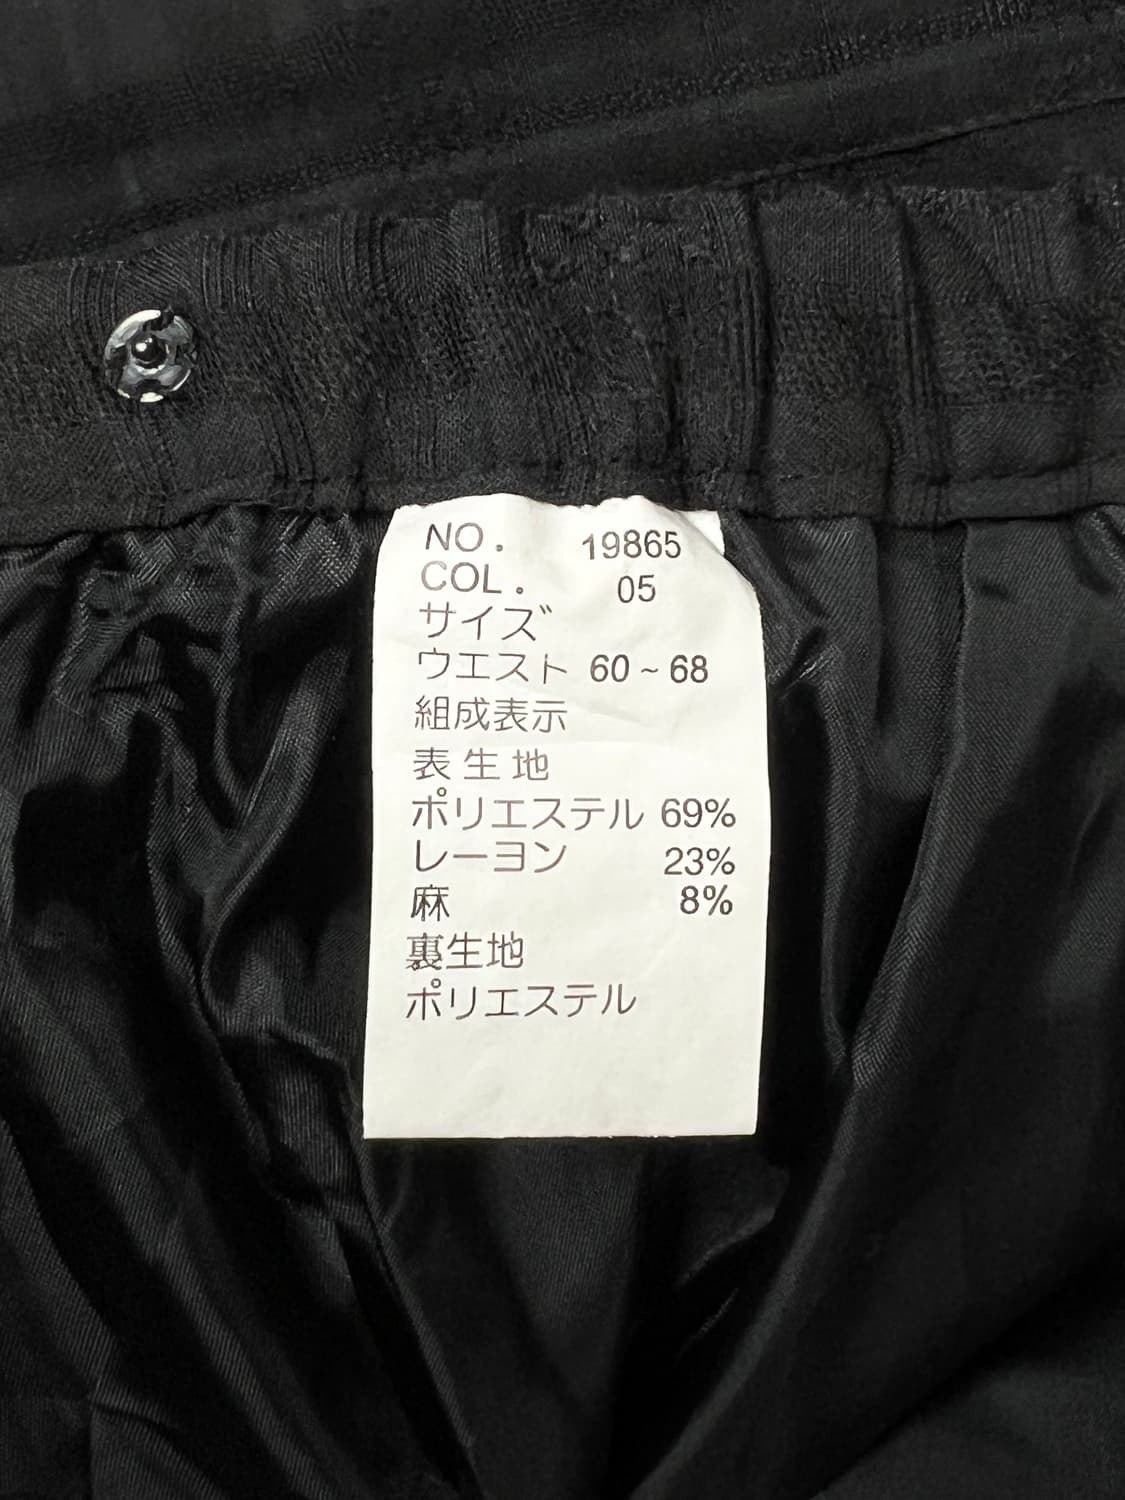 NO. 19865
COL. 05
サイズ
ウエスト 60~68
組成表示
表生地
ポリエステル 69%
レーヨン 23%
麻 8%
裏生地
ポリエステル